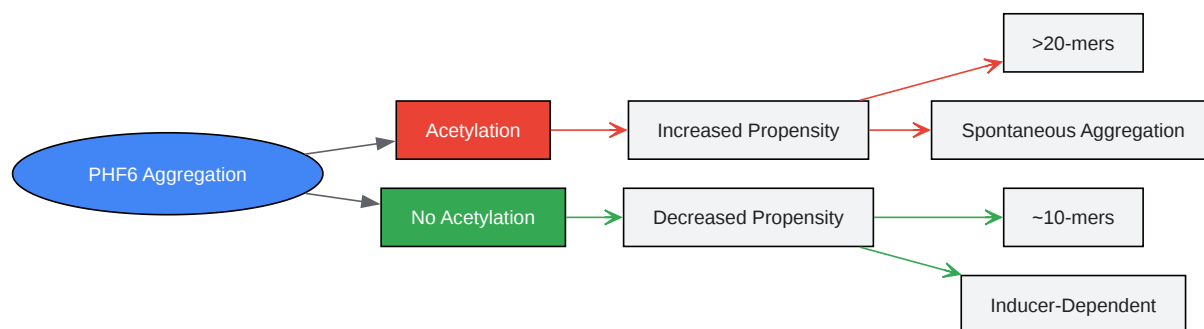 PHF6 Aggregation
Acetylation
Increased Propensity
>20-mers
Spontaneous Aggregation
No Acetylation
Decreased Propensity
~10-mers
Inducer-Dependent